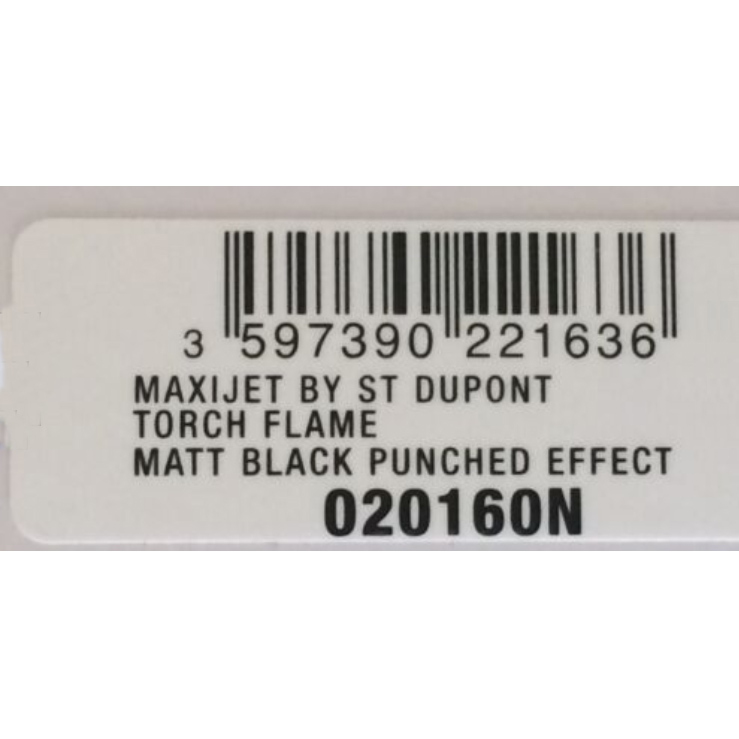 3 597390 221636
MAXIJET BY ST DUPONT
TORCH FLAME
MATT BLACK PUNCHED EFFECT
020160N